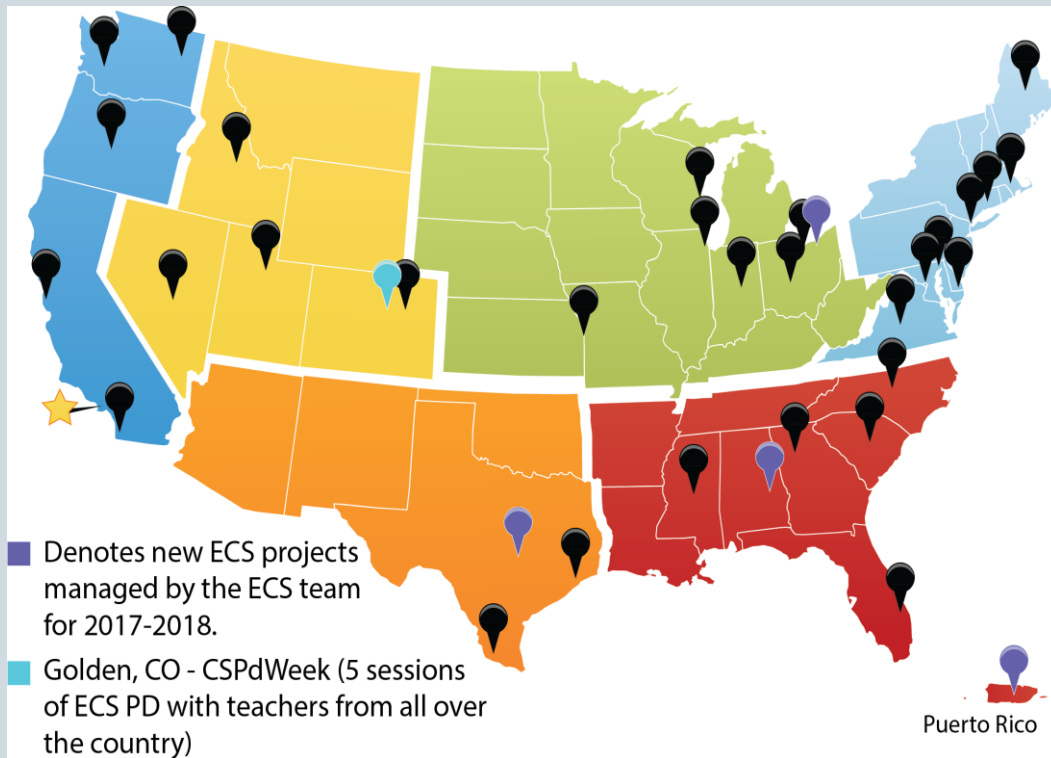 Denotes new ECS projects
managed by the ECS team
for 2017-2018.
Golden, CO - CSPdWeek (5 sessions
of ECS PD with teachers from all over
the country)
Puerto Rico